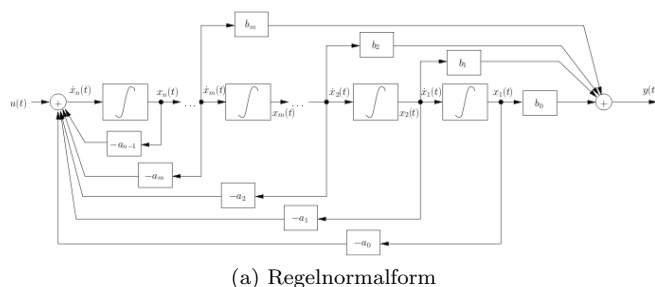 b_m
b_2
b_1
ẋ_n(t) x_n(t) ẋ_m(t) x_m(t) ẋ_2(t) x_2(t) ẋ_1(t) x_1(t)
u(t) + ∫ ... ∫ ... ∫ ∫ b_0 + y(t
−a_{n−1}
−a_m
−a_2
−a_1
−a_0
(a) Regelnormalform